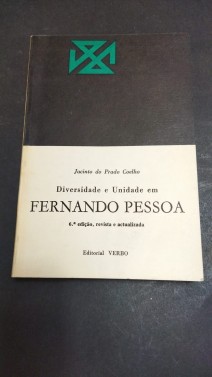 Jacinto do Prado Coelho
Diversidade e Unidade em
FERNANDO PESSOA
6.ª edição, revista e actualizada
Editorial VERBO